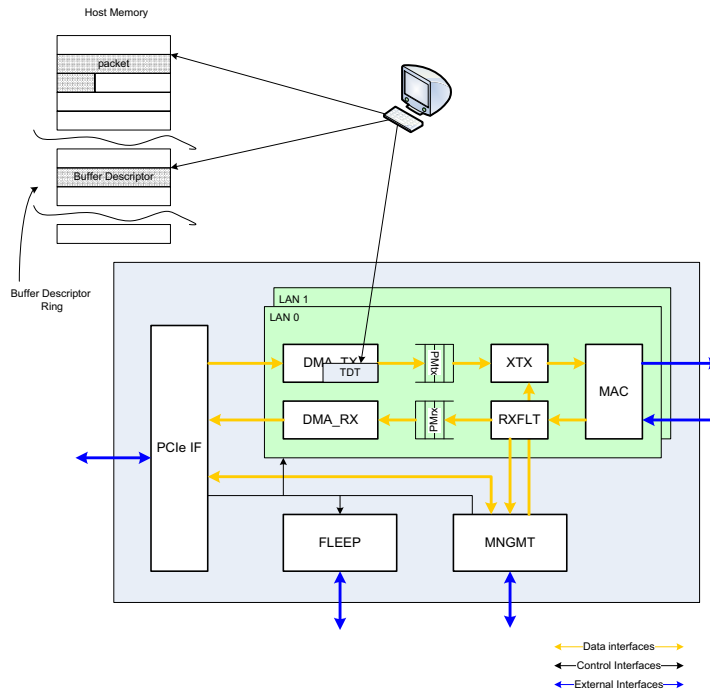 Host Memory
packet
Buffer Descriptor
Buffer Descriptor
Ring
LAN 1
LAN 0
DMA_TX
TDT
PMtx
XTX
MAC
DMA_RX
PMrx
RXFLT
PCIe IF
FLEEP
MNGMT
Data interfaces
Control Interfaces
External Interfaces